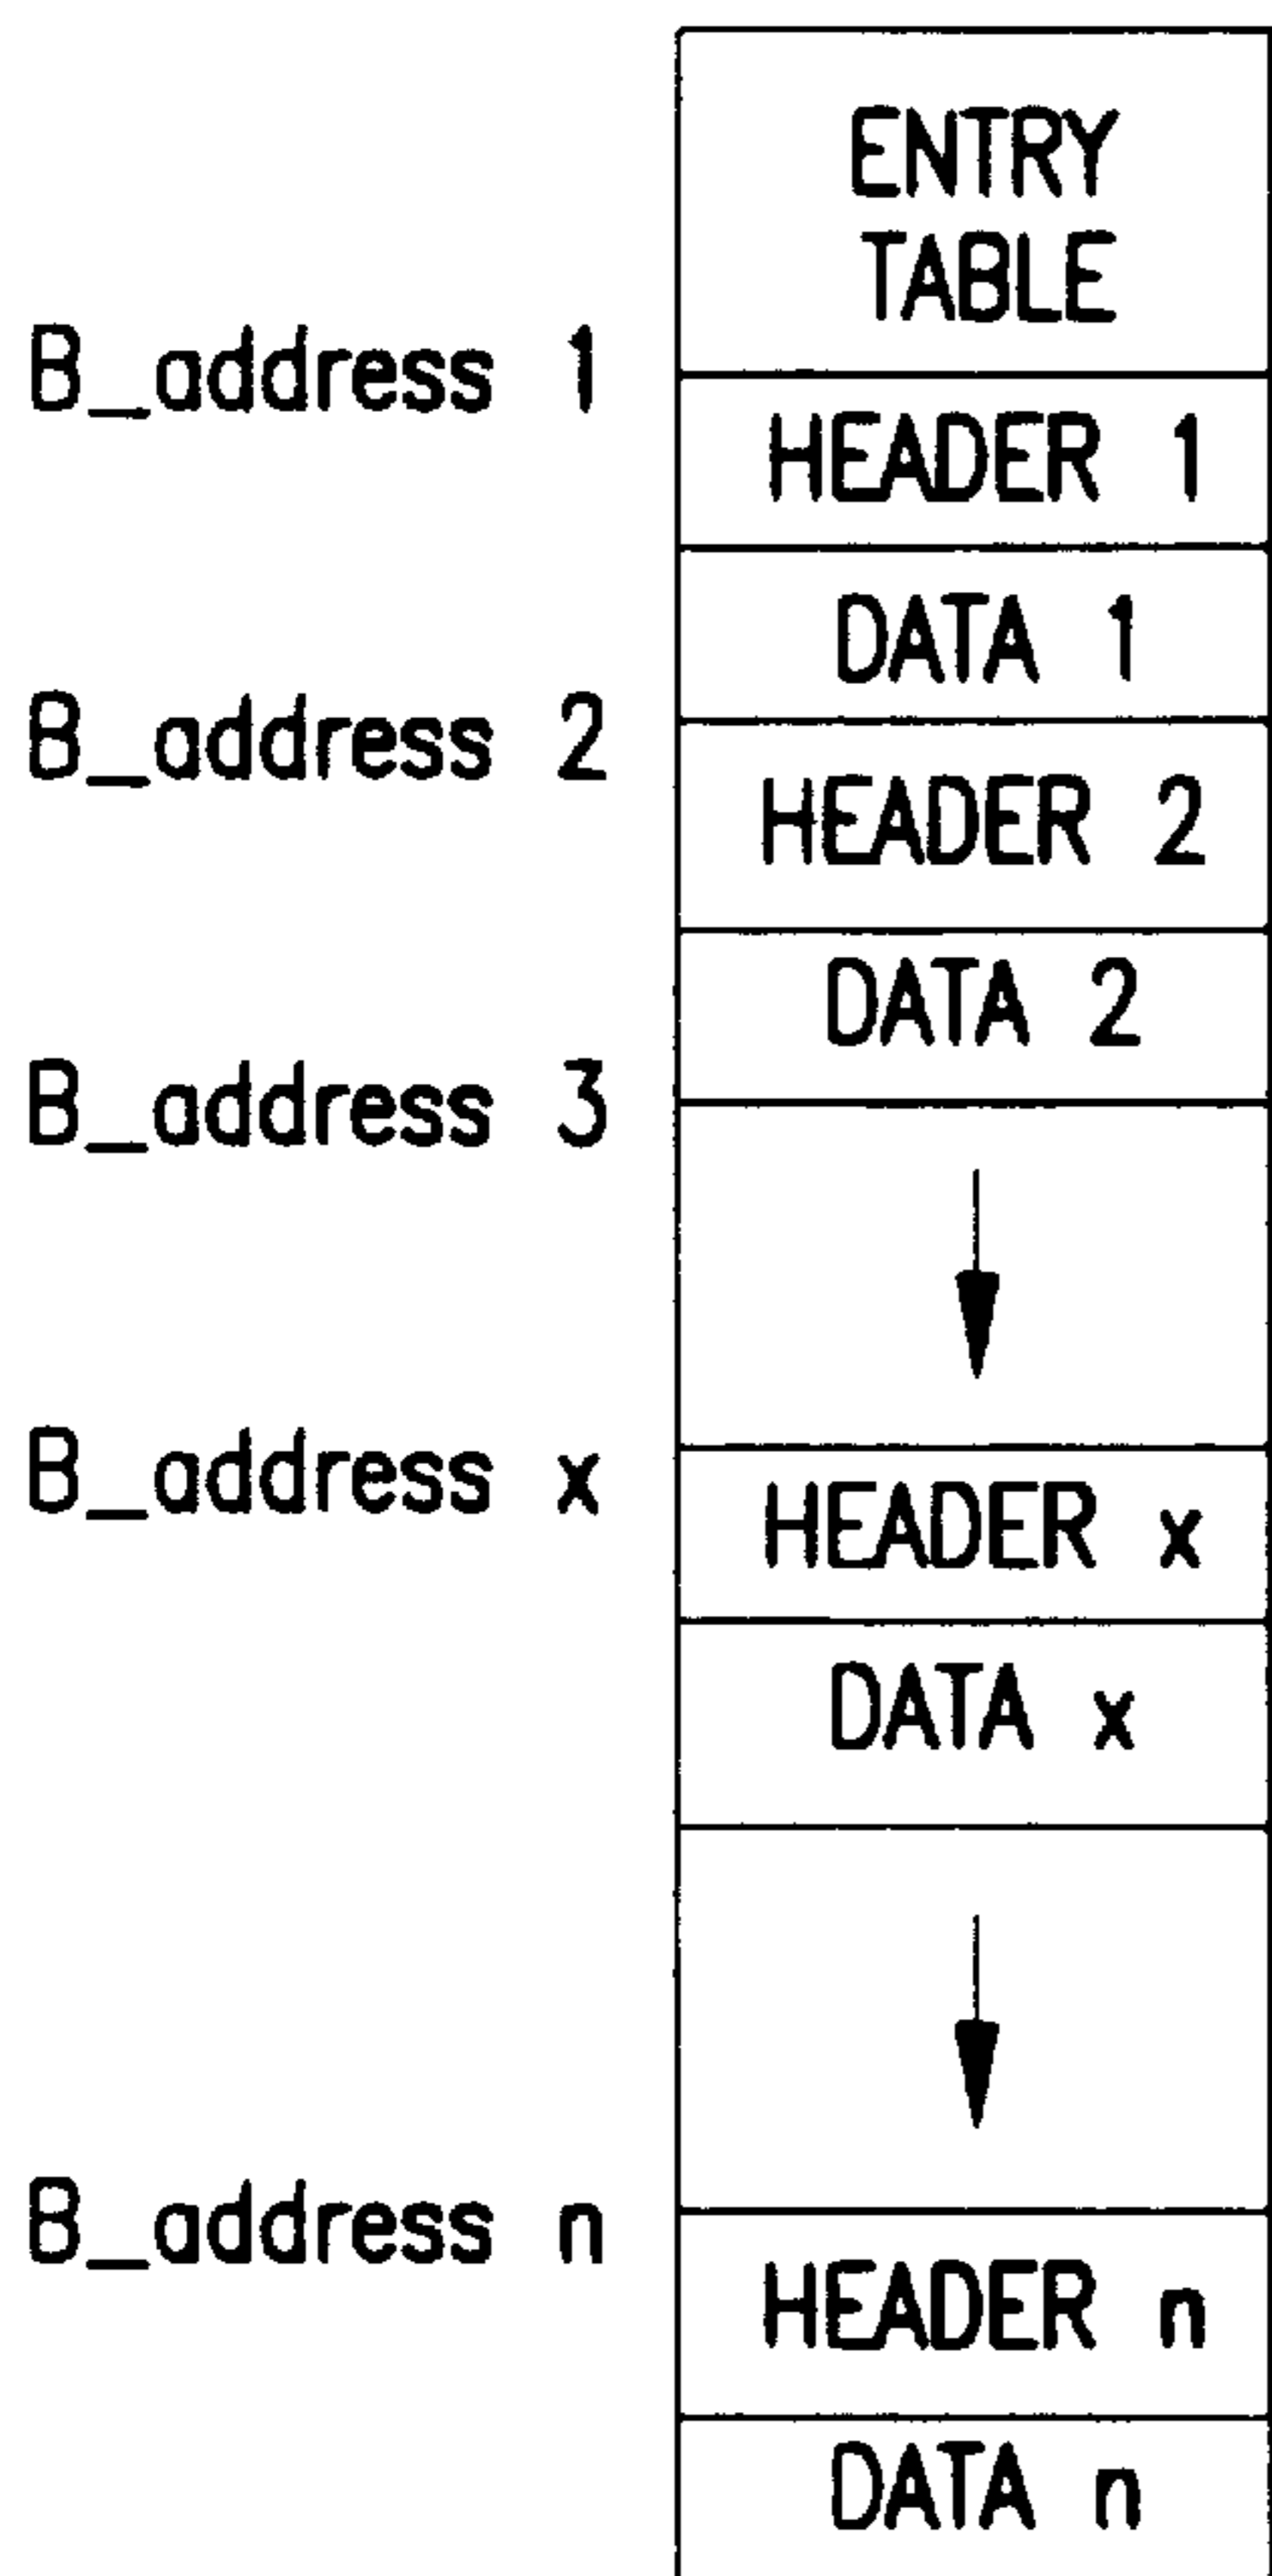 ENTRY
TABLE
B_address 1
HEADER 1
DATA 1
B_address 2
HEADER 2
DATA 2
B_address 3
B_address x
HEADER x
DATA x
B_address n
HEADER n
DATA n